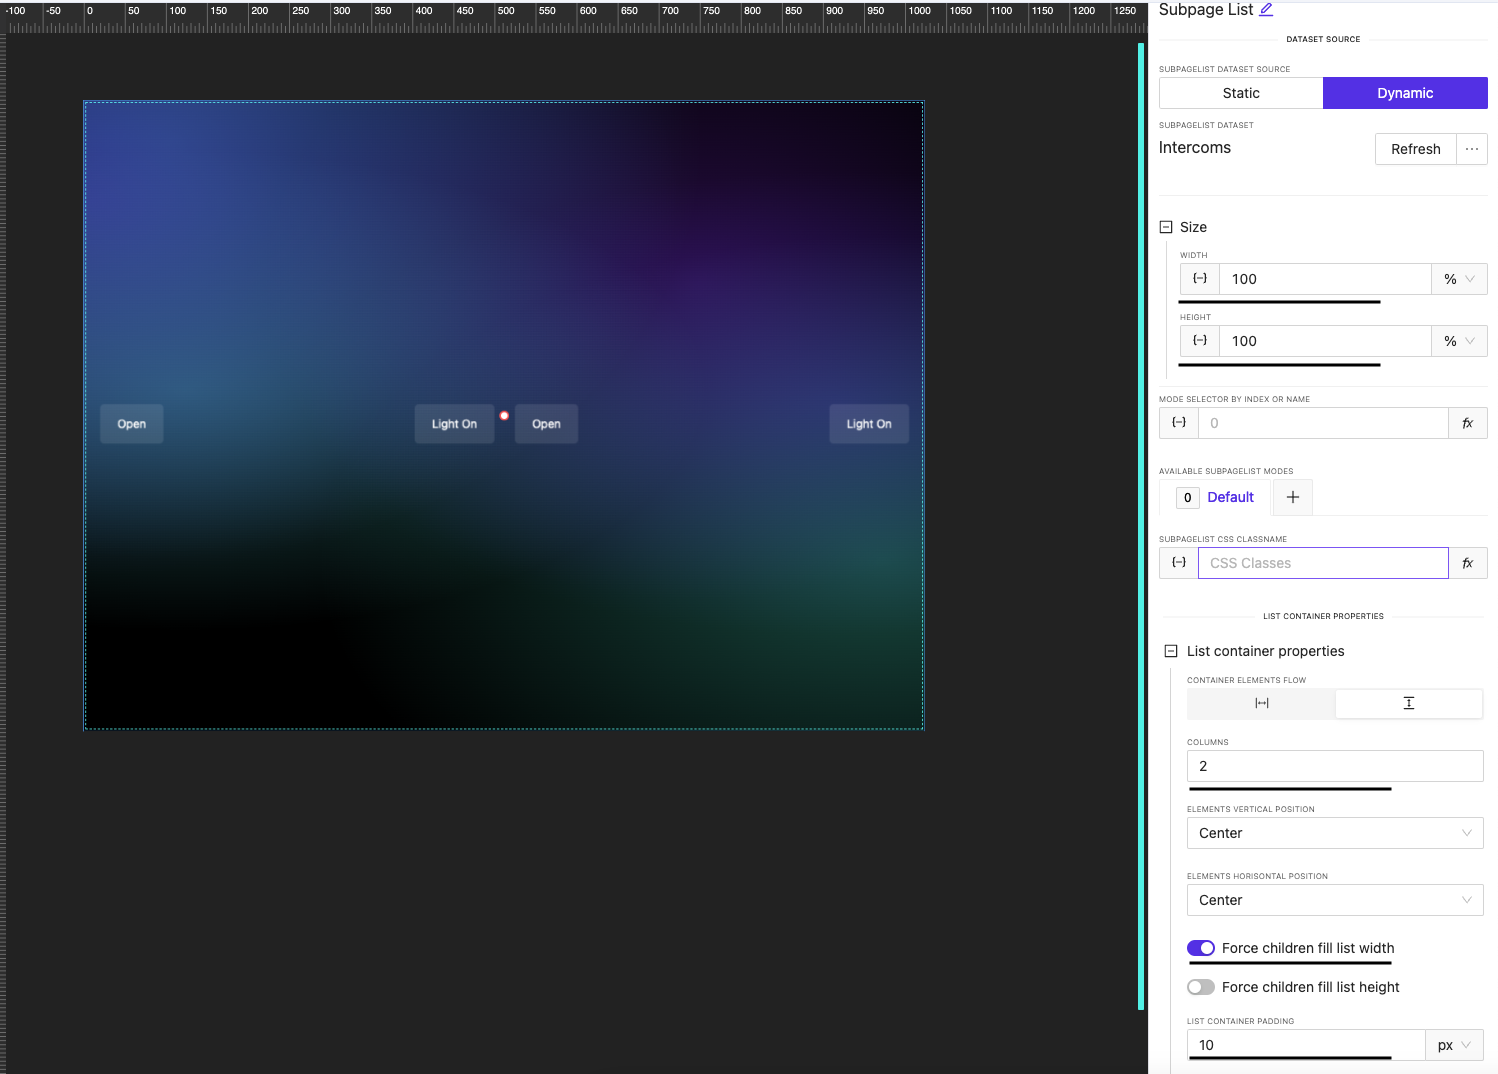 -100 -50 0 50 100 150 200 250 300 350 400 450 500 550 600 650 700 750 800 850 900 950 1000 1050 1100 1150 1200 1250
Subpage List
DATASET SOURCE
SUBPAGELIST DATASET SOURCE
Static Dynamic
SUBPAGELIST DATASET
Intercoms Refresh ...
Size
WIDTH
{--} 100 %
HEIGHT
{--} 100 %
MODE SELECTOR BY INDEX OR NAME
{--} 0 fx
Open Light On Open Light On
AVAILABLE SUBPAGELIST MODES
0 Default +
SUBPAGELIST CSS CLASSNAME
{--} CSS Classes fx
LIST CONTAINER PROPERTIES
List container properties
CONTAINER ELEMENTS FLOW
COLUMNS
2
ELEMENTS VERTICAL POSITION
Center
ELEMENTS HORISONTAL POSITION
Center
Force children fill list width
Force children fill list height
LIST CONTAINER PADDING
10 px